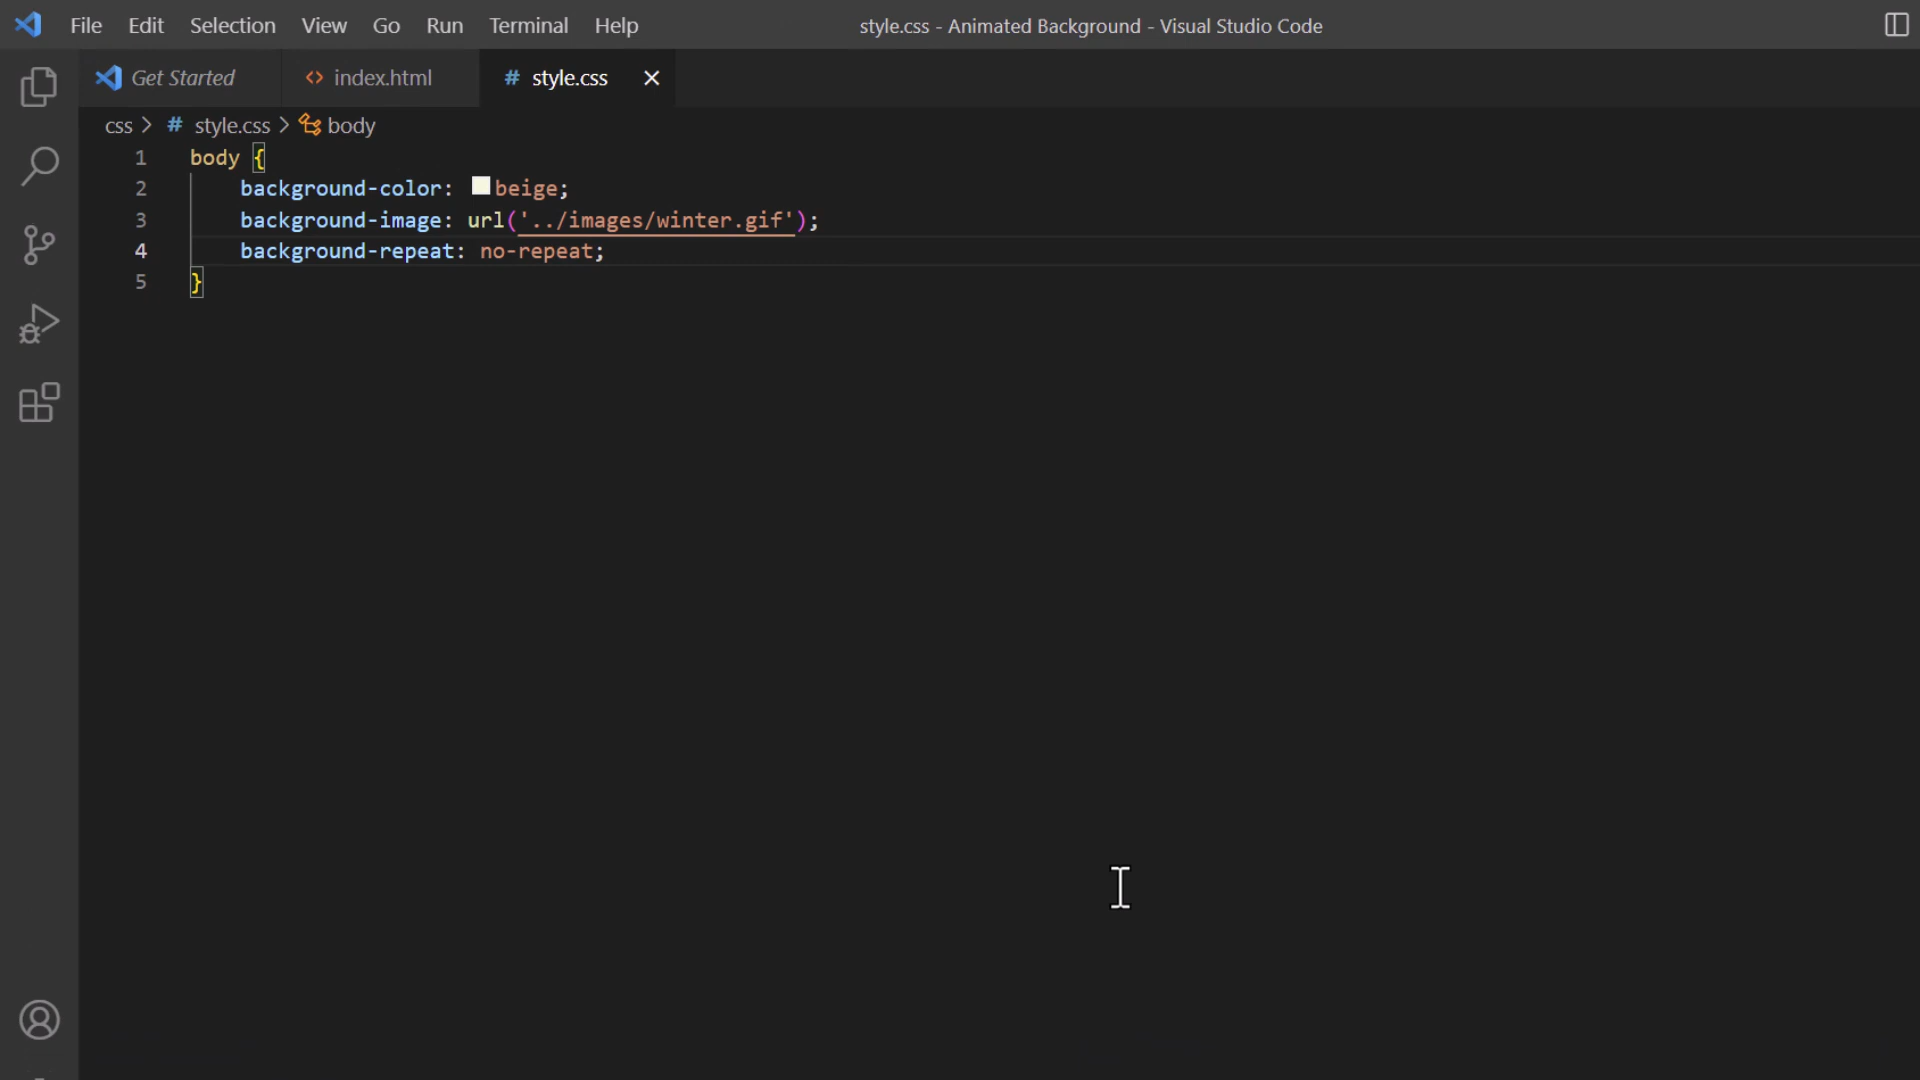 File Edit Selection View Go Run Terminal Help style.css - Animated Background - Visual Studio Code
Get Started <> index.html # style.css ×
css > # style.css > body
1 body {
2     background-color: beige;
3     background-image: url('../images/winter.gif');
4     background-repeat: no-repeat;
5 }